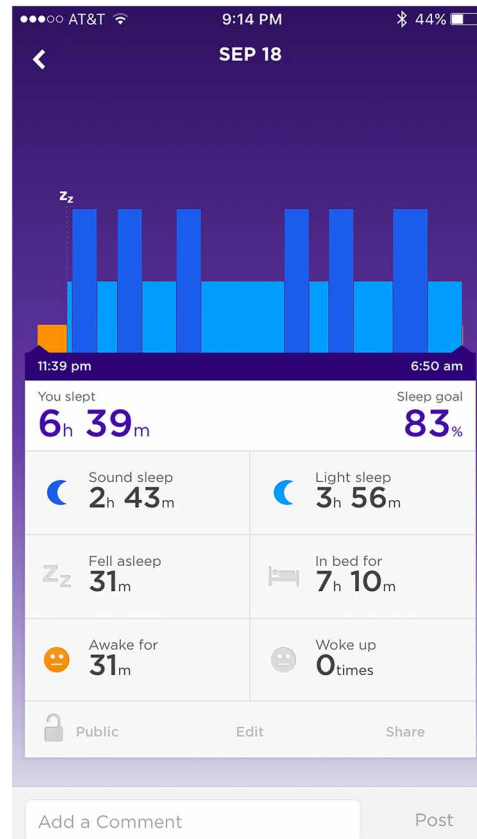 AT&T 9:14 PM 44%
SEP 18
Zz
11:39 pm 6:50 am
You slept Sleep goal
6h 39m 83%
Sound sleep Light sleep
2h 43m 3h 56m
Zz Fell asleep In bed for
31m 7h 10m
Awake for Woke up
31m 0times
Public Edit Share
Add a Comment Post